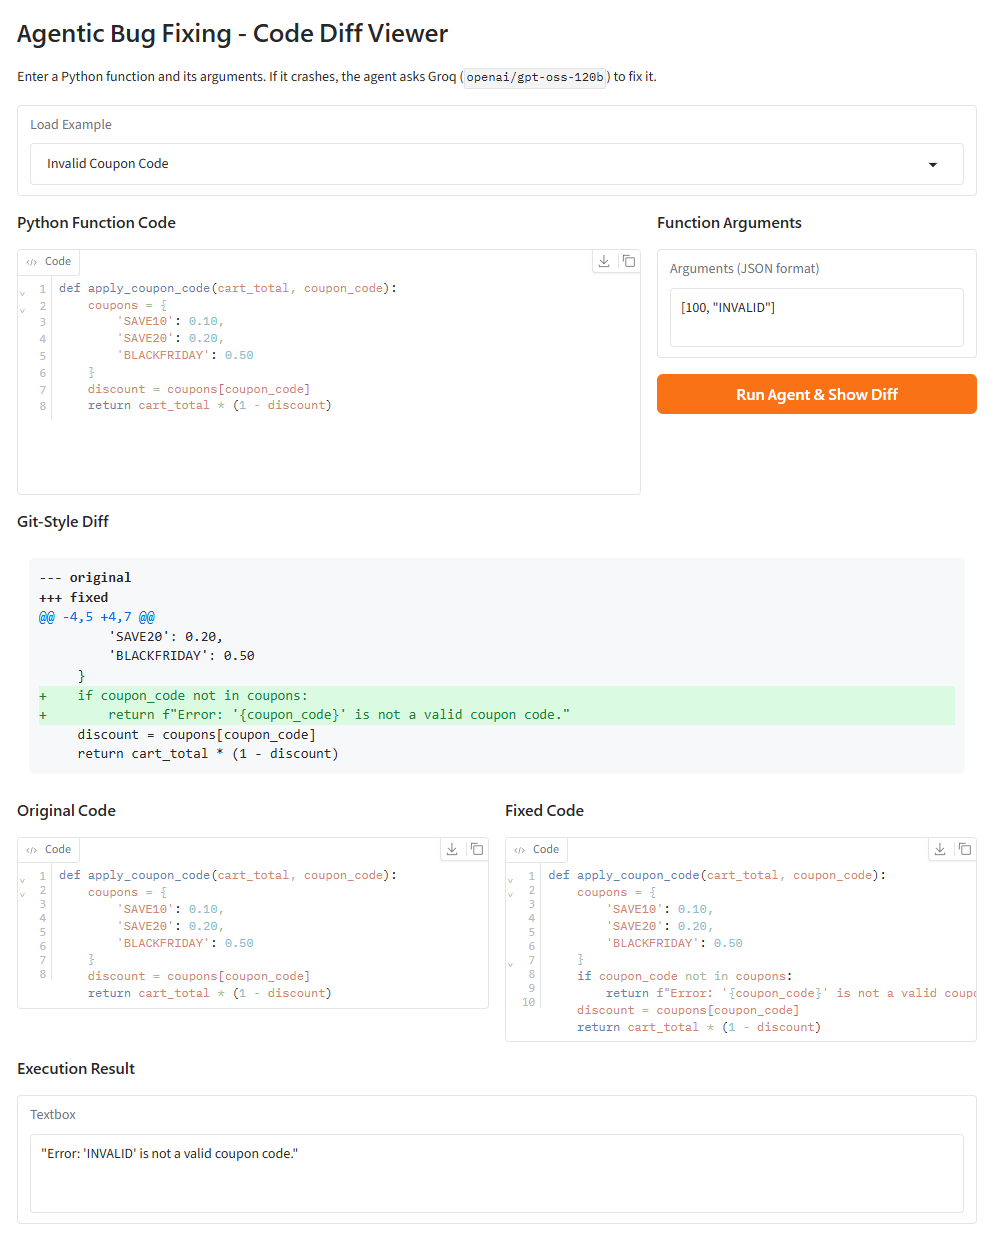 Agentic Bug Fixing - Code Diff Viewer
Enter a Python function and its arguments. If it crashes, the agent asks Groq (openai/gpt-oss-120b) to fix it.
Load Example
Invalid Coupon Code
Python Function Code
Function Arguments
Code
1 def apply_coupon_code(cart_total, coupon_code):
2     coupons = {
3         'SAVE10': 0.10,
4         'SAVE20': 0.20,
5         'BLACKFRIDAY': 0.50
6     }
7     discount = coupons[coupon_code]
8     return cart_total * (1 - discount)
Arguments (JSON format)
[100, "INVALID"]
Run Agent & Show Diff
Git-Style Diff
--- original
+++ fixed
@@ -4,5 +4,7 @@
         'SAVE20': 0.20,
         'BLACKFRIDAY': 0.50
     }
+    if coupon_code not in coupons:
+        return f"Error: '{coupon_code}' is not a valid coupon code."
     discount = coupons[coupon_code]
     return cart_total * (1 - discount)
Original Code
Code
1 def apply_coupon_code(cart_total, coupon_code):
2     coupons = {
3         'SAVE10': 0.10,
4         'SAVE20': 0.20,
5         'BLACKFRIDAY': 0.50
6     }
7     discount = coupons[coupon_code]
8     return cart_total * (1 - discount)
Fixed Code
Code
1 def apply_coupon_code(cart_total, coupon_code):
2     coupons = {
3         'SAVE10': 0.10,
4         'SAVE20': 0.20,
5         'BLACKFRIDAY': 0.50
6     }
7     if coupon_code not in coupons:
8         return f"Error: '{coupon_code}' is not a valid
9     discount = coupons[coupon_code]
10     return cart_total * (1 - discount)
Execution Result
Textbox
"Error: 'INVALID' is not a valid coupon code."